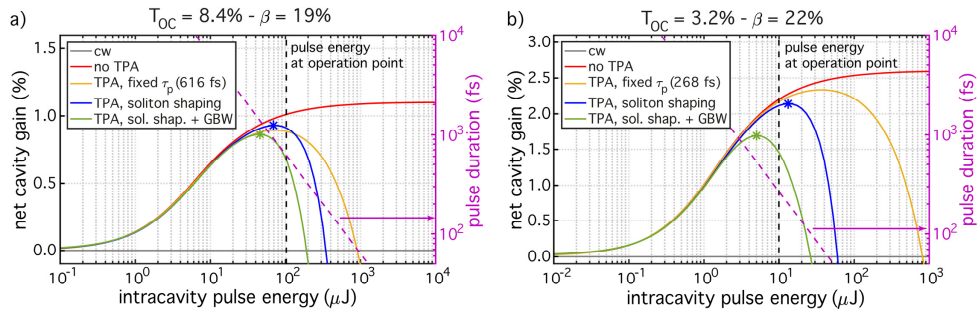 T_OC = 8.4% - β = 19%
a)
net cavity gain (%)
1.5
1.0
0.5
0.0
cw
no TPA
TPA, fixed τ_p (616 fs)
TPA, soliton shaping
TPA, sol. shap. + GBW
pulse energy
at operation point
10^4
10^3
10^2
pulse duration (fs)
10^-1
10^0
10^1
10^2
10^3
10^4
intracavity pulse energy (μJ)
T_OC = 3.2% - β = 22%
b)
net cavity gain (%)
3.0
2.5
2.0
1.5
1.0
0.5
0.0
cw
no TPA
TPA, fixed τ_p (268 fs)
TPA, soliton shaping
TPA, sol. shap. + GBW
pulse energy
at operation point
10^4
10^3
10^2
pulse duration (fs)
10^-2
10^-1
10^0
10^1
10^2
10^3
intracavity pulse energy (μJ)